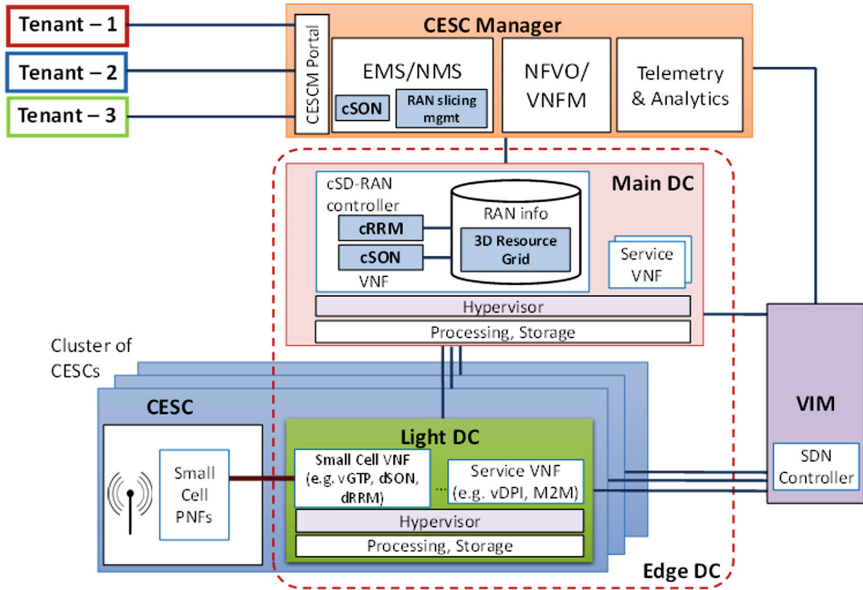 Tenant – 1
Tenant – 2
Tenant – 3
CESC Manager
CESCM Portal
EMS/NMS
cSON
RAN slicing
mgmt
NFVO/
VNFM
Telemetry
& Analytics
Main DC
cSD-RAN
controller
cRRM
cSON
VNF
RAN info
3D Resource
Grid
Service
VNF
Hypervisor
Processing, Storage
Cluster of
CESCs
CESC
Small
Cell
PNFs
Light DC
Small Cell VNF
(e.g. vGTP, dSON,
dRRM)
...
Service VNF
(e.g. vDPI, M2M)
Hypervisor
Processing, Storage
Edge DC
VIM
SDN
Controller